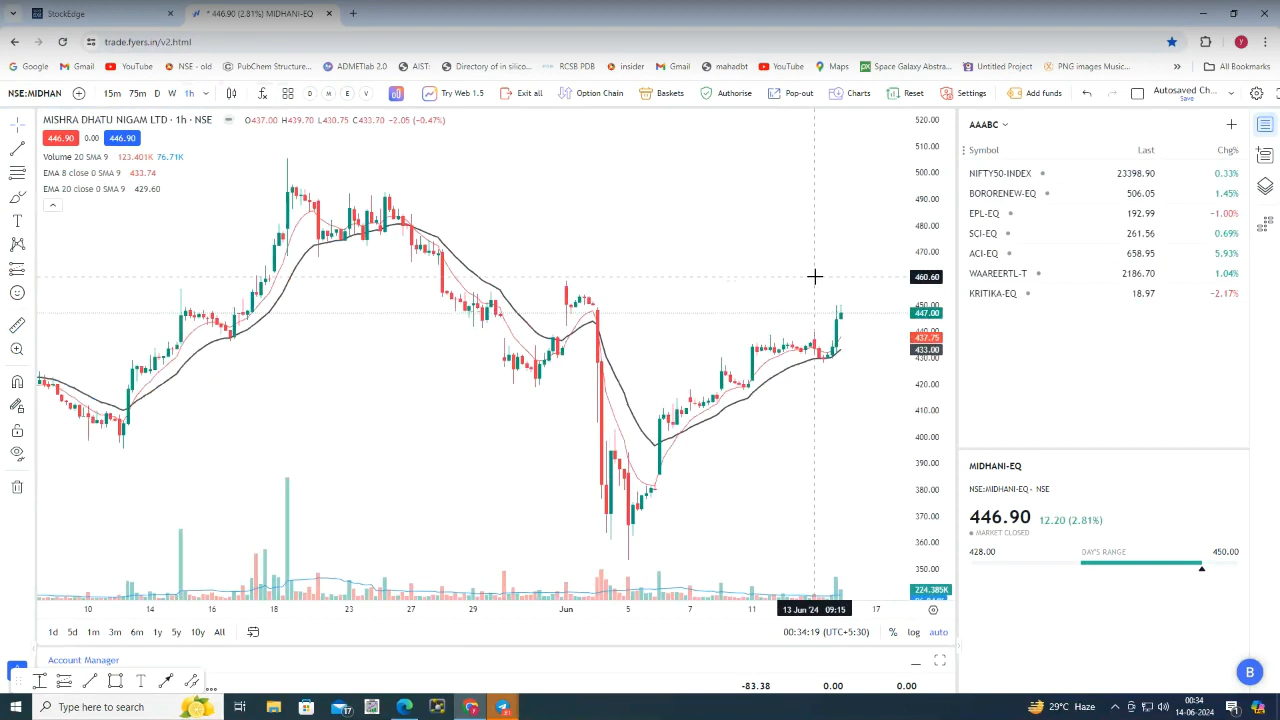 StockEdge
* 446.90 (2.81%) MIDHANI-EQ
trade.fyers.in/v2.html
Google Gmail YouTube NSE - old PubChem Structure... ADMETlab 2.0 AIST: Directory of in silico... RCSB PDB insider Gmail mahadbt YouTube Maps Space Galaxy Abstra... Untitled Project PNG images Music... All Bookmarks
NSE:MIDHAN 15m 75m D W 1h D M E V Try Web 1.5 Exit all Option Chain Baskets Authorise Pop-out Charts Reset Settings Add funds Autosaved Ch...
Save
MISHRA DHATU NIGAM LTD · 1h · NSE O437.00 H439.70 L430.75 C433.70 -2.05 (-0.47%)
446.90 0.00 446.90
Volume 20 SMA 9 123.401K 76.71K
EMA 8 close 0 SMA 9 433.74
EMA 20 close 0 SMA 9 429.60
520.00
510.00
500.00
490.00
480.00
470.00
460.60
450.00
447.00
440.00
437.75
433.00
430.00
420.00
410.00
400.00
390.00
380.00
370.00
360.00
350.00
224.385K
10 14 16 18 23 27 29 Jun 5 7 11 13 Jun '24 09:15 17
1d 5d 1m 3m 6m 1y 5y 10y All 00:34:19 (UTC+5:30) % log auto
Account Manager
-83.38 0.00 0.00
AAABC
Symbol Last Chg%
NIFTY50-INDEX 23398.90 0.33%
BORORENEW-EQ 506.05 1.45%
EPL-EQ 192.99 -1.00%
SCI-EQ 261.56 0.69%
ACI-EQ 658.95 5.93%
WAAREERTL-T 2186.70 1.04%
KRITIKA-EQ 18.97 -2.17%
MIDHANI-EQ
NSE:MIDHANI-EQ · NSE
446.90 12.20 (2.81%)
MARKET CLOSED
428.00 DAY'S RANGE 450.00
B
Type here to search
17
29°C Haze
00:34
14-06-2024